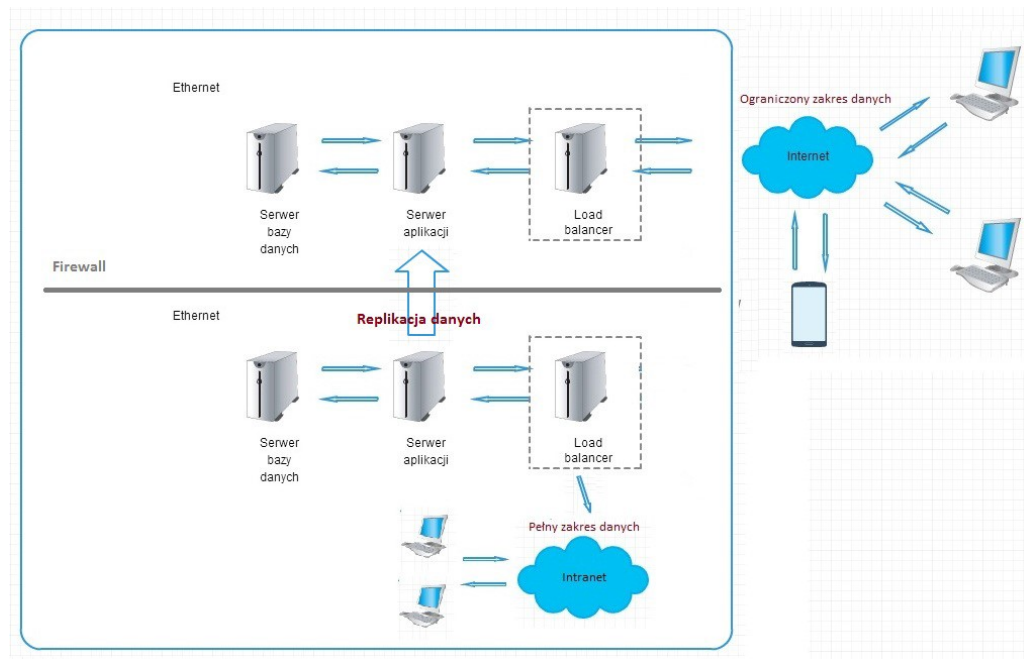 Ethernet
Ograniczony zakres danych
Internet
Serwer
bazy
danych
Serwer
aplikacji
Load
balancer
Firewall
Ethernet
Replikacja danych
Serwer
bazy
danych
Serwer
aplikacji
Load
balancer
Pełny zakres danych
Intranet